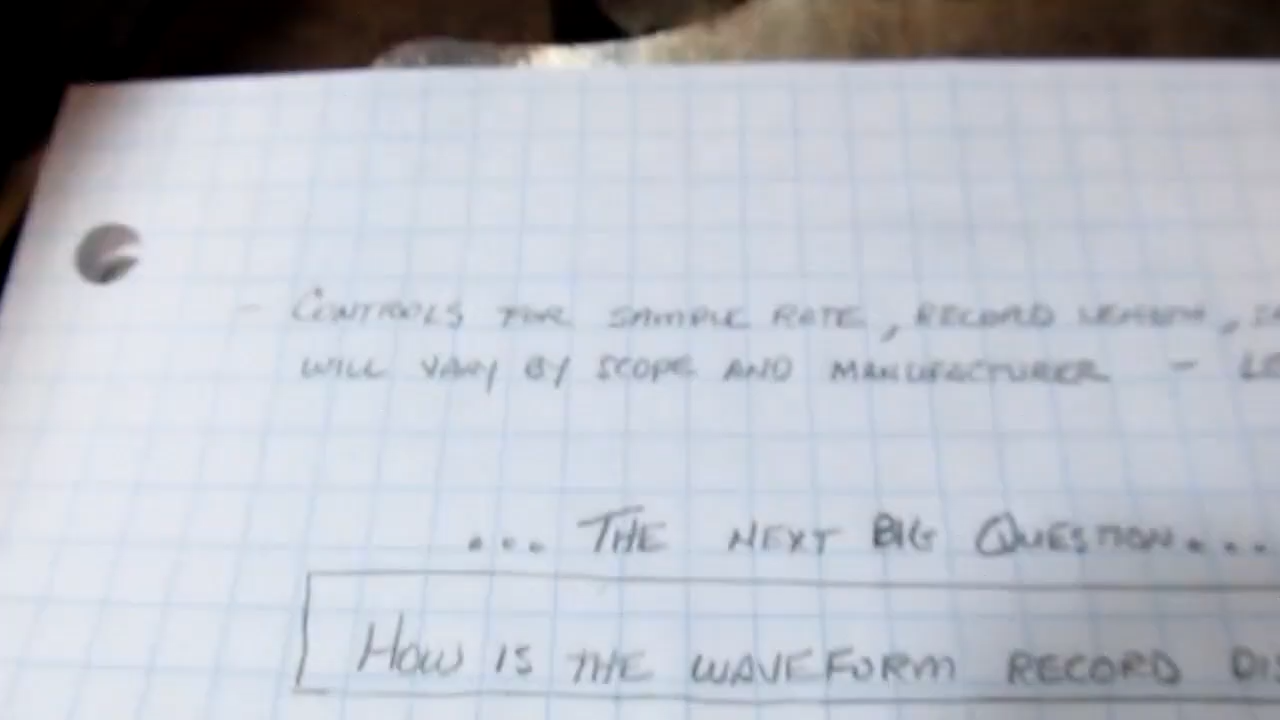 - CONTROLS FOR SAMPLE RATE, RECORD LENGTH,
WILL VARY BY SCOPE AND MANUFACTURER -
... THE NEXT BIG QUESTION...
HOW IS THE WAVEFORM RECORD